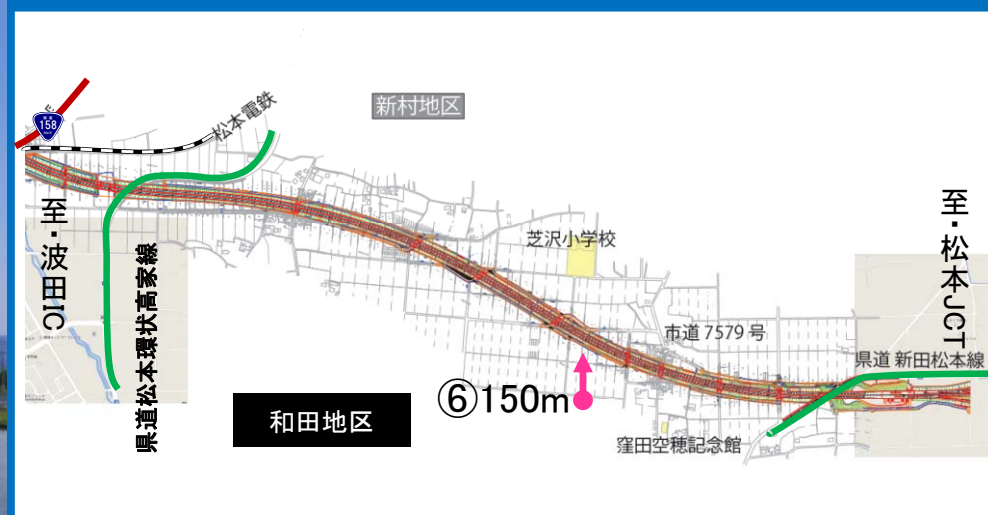 158
松本電鉄
新村地区
至・波田IC
県道松本環状高家線
芝沢小学校
市道7579号
至・松本JCT
県道 新田松本線
⑥150m
和田地区
窪田空穂記念館